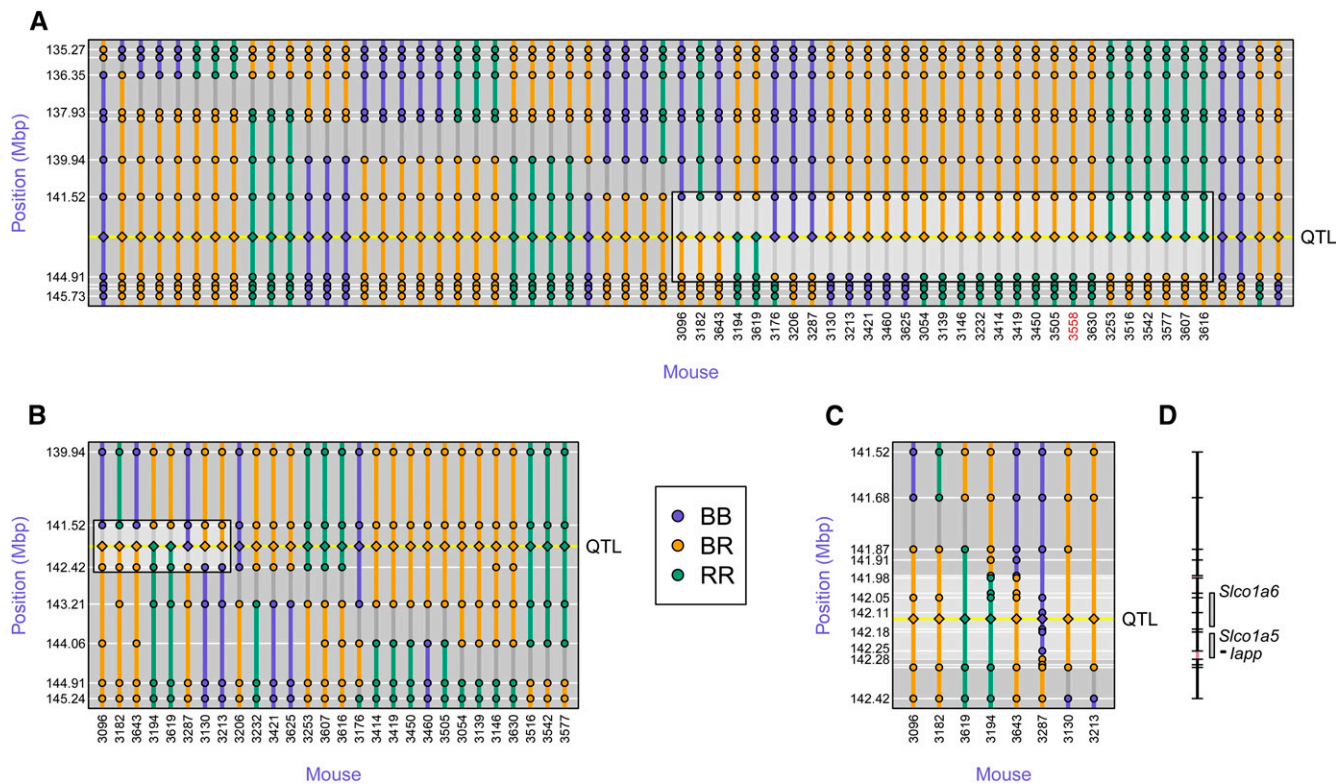 A
135.27
136.35
137.93
139.94
141.52
144.91
145.73
Position (Mbp)
QTL
3096 3182 3643 3194 3619 3176 3206 3287 3130 3213 3421 3460 3625 3054 3139 3146 3232 3414 3419 3450 3505 3558 3630 3253 3516 3542 3577 3607 3616
Mouse
B
139.94
141.52
142.42
143.21
144.06
144.91
145.24
Position (Mbp)
QTL
3096 3182 3643 3194 3619 3287 3130 3213 3206 3232 3421 3625 3253 3607 3616 3176 3414 3419 3450 3460 3505 3054 3139 3146 3630 3516 3542 3577
Mouse
BB
BR
RR
C
141.52
141.68
141.87
141.91
141.98
142.05
142.11
142.18
142.25
142.28
142.42
Position (Mbp)
QTL
3096 3182 3619 3194 3643 3287 3130 3213
Mouse
D
Slco1a6
Slco1a5
Iapp